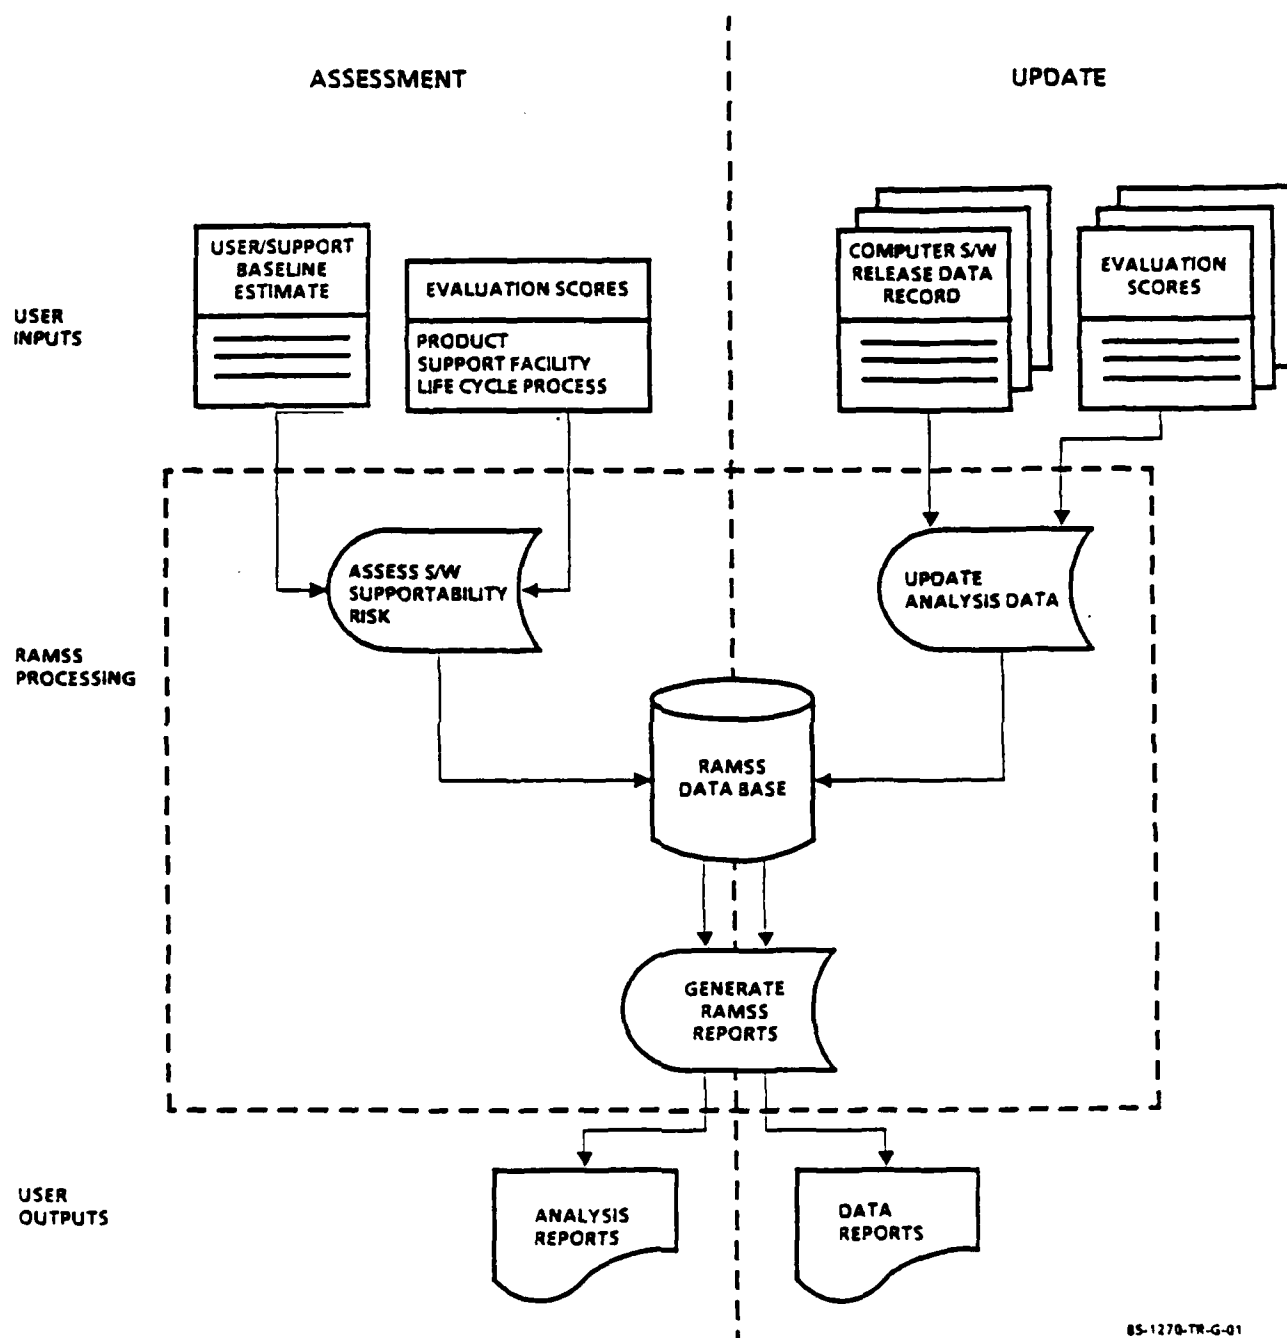 ASSESSMENT
UPDATE
USER
INPUTS
USER/SUPPORT
BASELINE
ESTIMATE
EVALUATION SCORES
PRODUCT
SUPPORT FACILITY
LIFE CYCLE PROCESS
COMPUTER S/W
RELEASE DATA
RECORD
EVALUATION
SCORES
RAMSS
PROCESSING
ASSESS S/W
SUPPORTABILITY
RISK
UPDATE
ANALYSIS DATA
RAMSS
DATA BASE
GENERATE
RAMSS
REPORTS
USER
OUTPUTS
ANALYSIS
REPORTS
DATA
REPORTS
85-1270-TR-G-01